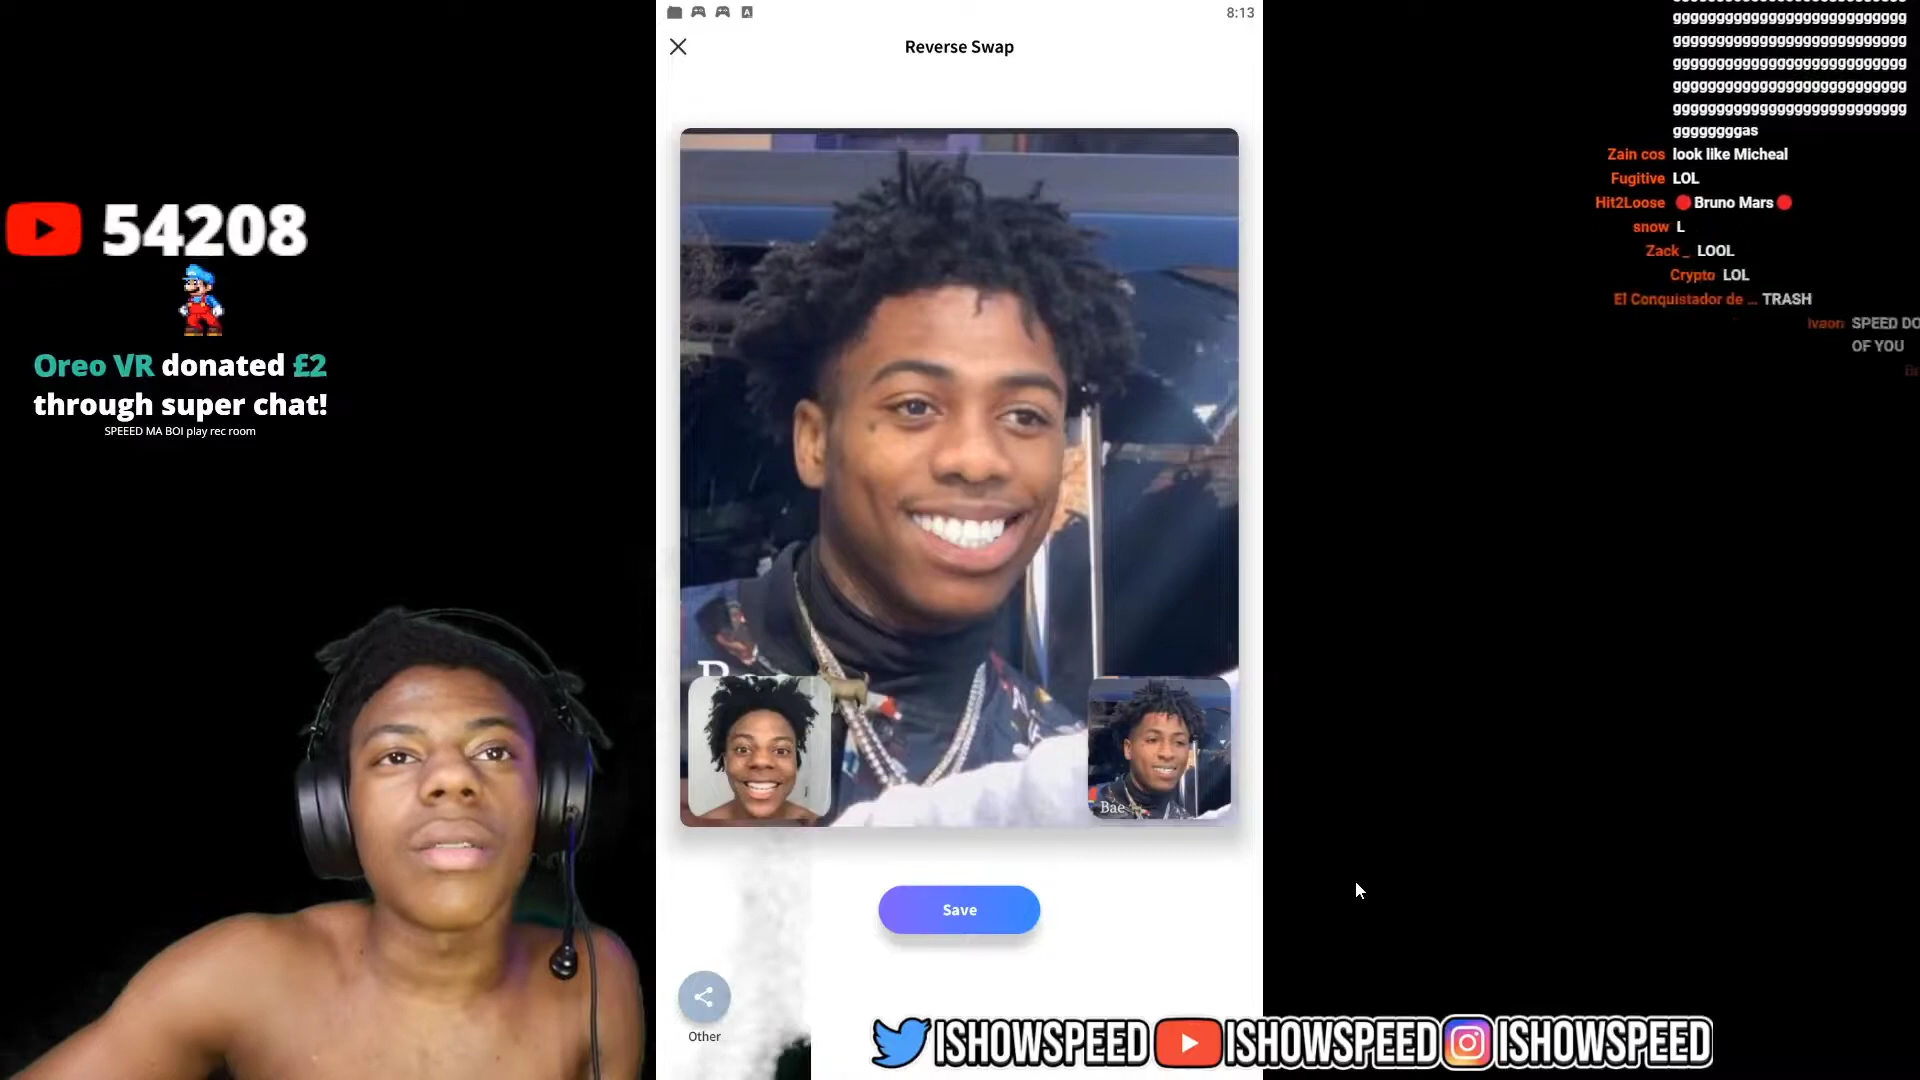 8:13
Reverse Swap
54208
Oreo VR donated £2
through super chat!
SPEEED MA BOI play rec room
Bae
Save
Other
gggggggggggggggggggggggggg
gggggggggggggggggggggggggg
gggggggggggggggggggggggggg
gggggggggggggggggggggggggg
gggggggggggggggggggggggggg
ggggggggas
Zain cos look like Micheal
Fugitive LOL
Hit2Loose 🔴Bruno Mars🔴
snow L
Zack _ LOOL
Crypto LOL
El Conquistador de ... TRASH
Ivaon SPEED DO
OF YOU
ISHOWSPEED ISHOWSPEED ISHOWSPEED